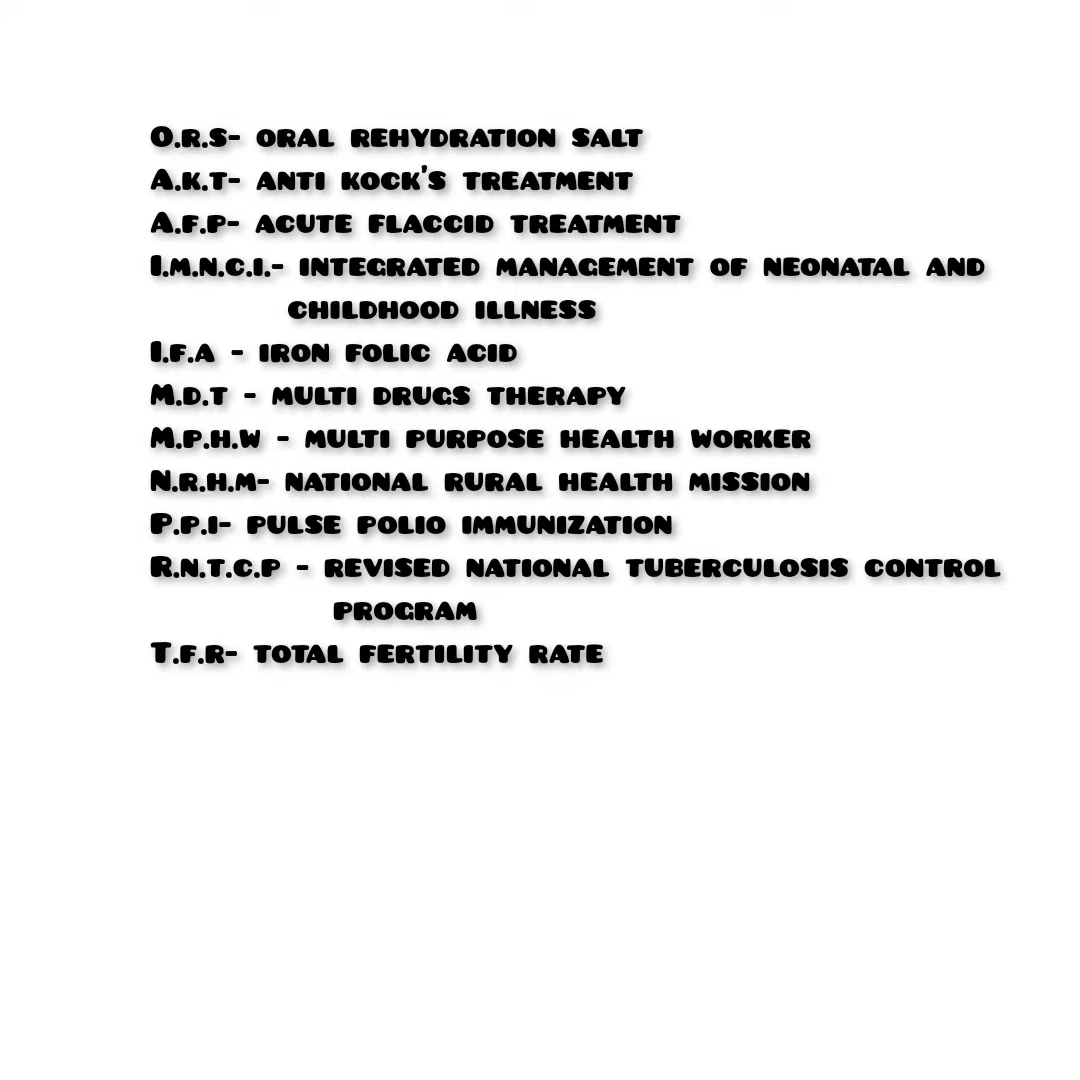 O.R.S- ORAL REHYDRATION SALT
A.K.T- ANTI KOCK'S TREATMENT
A.F.P- ACUTE FLACCID TREATMENT
I.M.N.C.I.- INTEGRATED MANAGEMENT OF NEONATAL AND
CHILDHOOD ILLNESS
I.F.A - IRON FOLIC ACID
M.D.T - MULTI DRUGS THERAPY
M.P.H.W - MULTI PURPOSE HEALTH WORKER
N.R.H.M- NATIONAL RURAL HEALTH MISSION
P.P.I- PULSE POLIO IMMUNIZATION
R.N.T.C.P - REVISED NATIONAL TUBERCULOSIS CONTROL
PROGRAM
T.F.R- TOTAL FERTILITY RATE